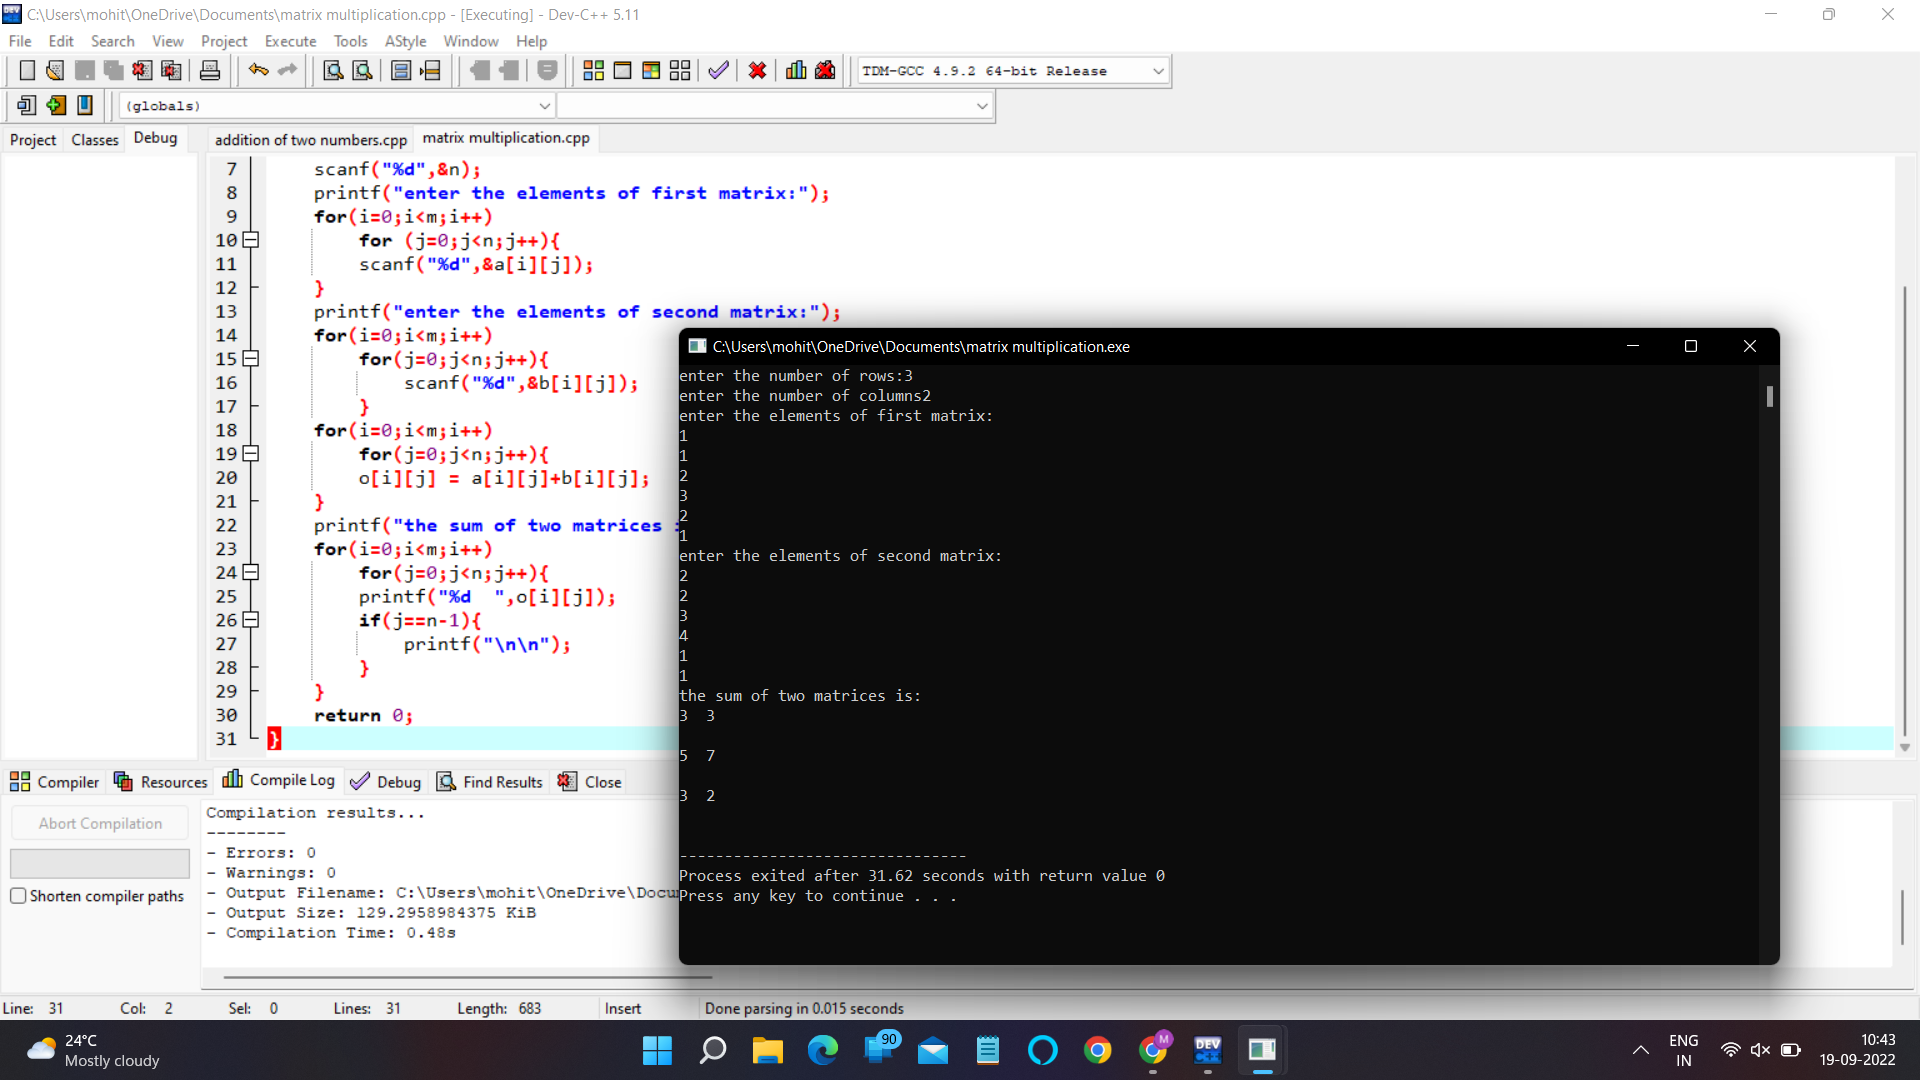 C:\Users\mohit\OneDrive\Documents\matrix multiplication.cpp - [Executing] - Dev-C++ 5.11
File Edit Search View Project Execute Tools AStyle Window Help
TDM-GCC 4.9.2 64-bit Release
(globals)
Project Classes Debug addition of two numbers.cpp matrix multiplication.cpp
7 scanf("%d",&n);
8 printf("enter the elements of first matrix:");
9 for(i=0;i<m;i++)
10 for (j=0;j<n;j++){
11 scanf("%d",&a[i][j]);
12 }
13 printf("enter the elements of second matrix:");
14 for(i=0;i<m;i++)
15 for(j=0;j<n;j++){
16 scanf("%d",&b[i][j]);
17 }
18 for(i=0;i<m;i++)
19 for(j=0;j<n;j++){
20 o[i][j] = a[i][j]+b[i][j];
21 }
22 printf("the sum of two matrices
23 for(i=0;i<m;i++)
24 for(j=0;j<n;j++){
25 printf("%d  ",o[i][j]);
26 if(j==n-1){
27 printf("\n\n");
28 }
29 }
30 return 0;
31 }
C:\Users\mohit\OneDrive\Documents\matrix multiplication.exe
enter the number of rows:3
enter the number of columns2
enter the elements of first matrix:
1
1
2
3
2
1
enter the elements of second matrix:
2
2
3
4
1
1
the sum of two matrices is:
3  3
5  7
3  2
--------------------------------
Process exited after 31.62 seconds with return value 0
Press any key to continue . . .
Compiler Resources Compile Log Debug Find Results Close
Abort Compilation
Shorten compiler paths
Compilation results...
--------
- Errors: 0
- Warnings: 0
- Output Filename: C:\Users\mohit\OneDrive\Docu
- Output Size: 129.2958984375 KiB
- Compilation Time: 0.48s
Line: 31 Col: 2 Sel: 0 Lines: 31 Length: 683 Insert Done parsing in 0.015 seconds
24°C
Mostly cloudy
90
M
DEV
C++
ENG
IN
10:43
19-09-2022